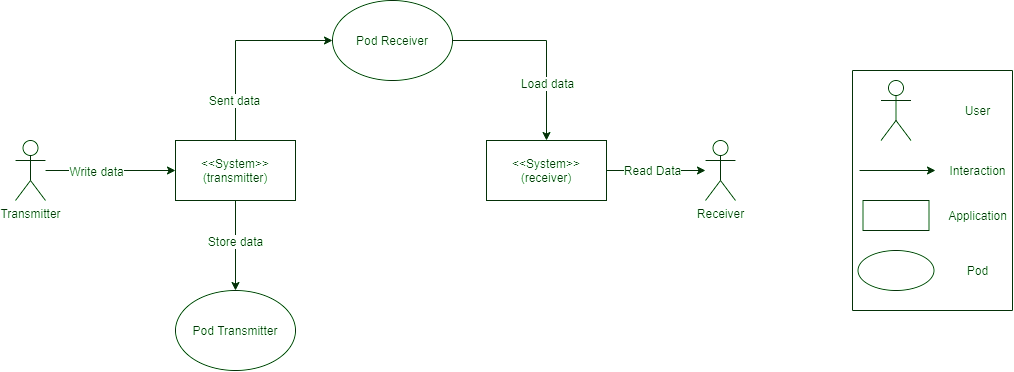 Pod Receiver
Sent data
Load data
Write data
<<System>>
(transmitter)
<<System>>
(receiver)
Read Data
Transmitter
Receiver
Store data
Pod Transmitter
User
Interaction
Application
Pod